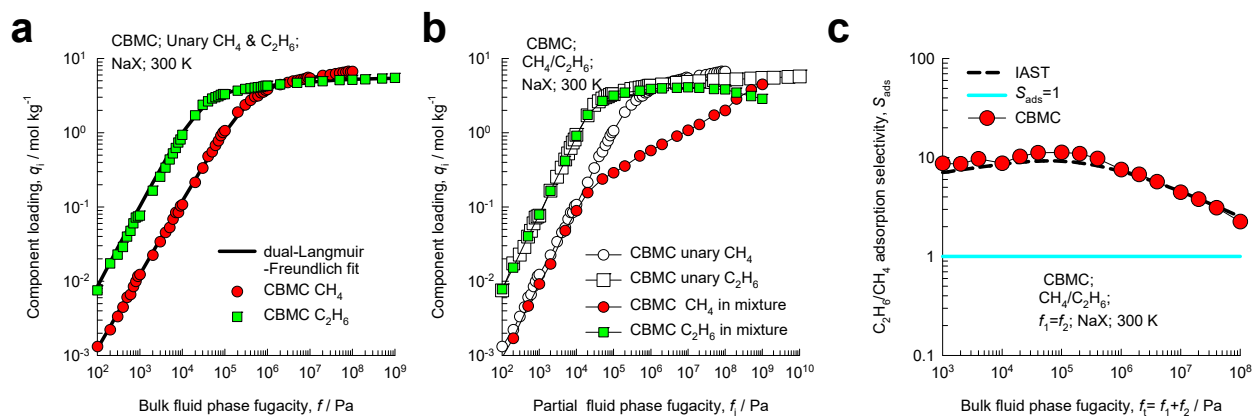 a
CBMC; Unary CH4 & C2H6;
NaX; 300 K
Component loading, qi / mol kg-1
10^1
10^0
10^-1
10^-2
10^-3
dual-Langmuir
-Freundlich fit
CBMC CH4
CBMC C2H6
10^2 10^3 10^4 10^5 10^6 10^7 10^8 10^9
Bulk fluid phase fugacity, f / Pa
b
CBMC;
CH4/C2H6;
NaX; 300 K
Component loading, qi / mol kg-1
10^1
10^0
10^-1
10^-2
10^-3
CBMC unary CH4
CBMC unary C2H6
CBMC CH4 in mixture
CBMC C2H6 in mixture
10^2 10^3 10^4 10^5 10^6 10^7 10^8 10^9 10^10
Partial fluid phase fugacity, fi / Pa
c
C2H6/CH4 adsorption selectivity, Sads
100
10
1
0.1
IAST
Sads=1
CBMC
CBMC;
CH4/C2H6;
f1=f2; NaX; 300 K
10^3 10^4 10^5 10^6 10^7 10^8
Bulk fluid phase fugacity, ft= f1+f2 / Pa